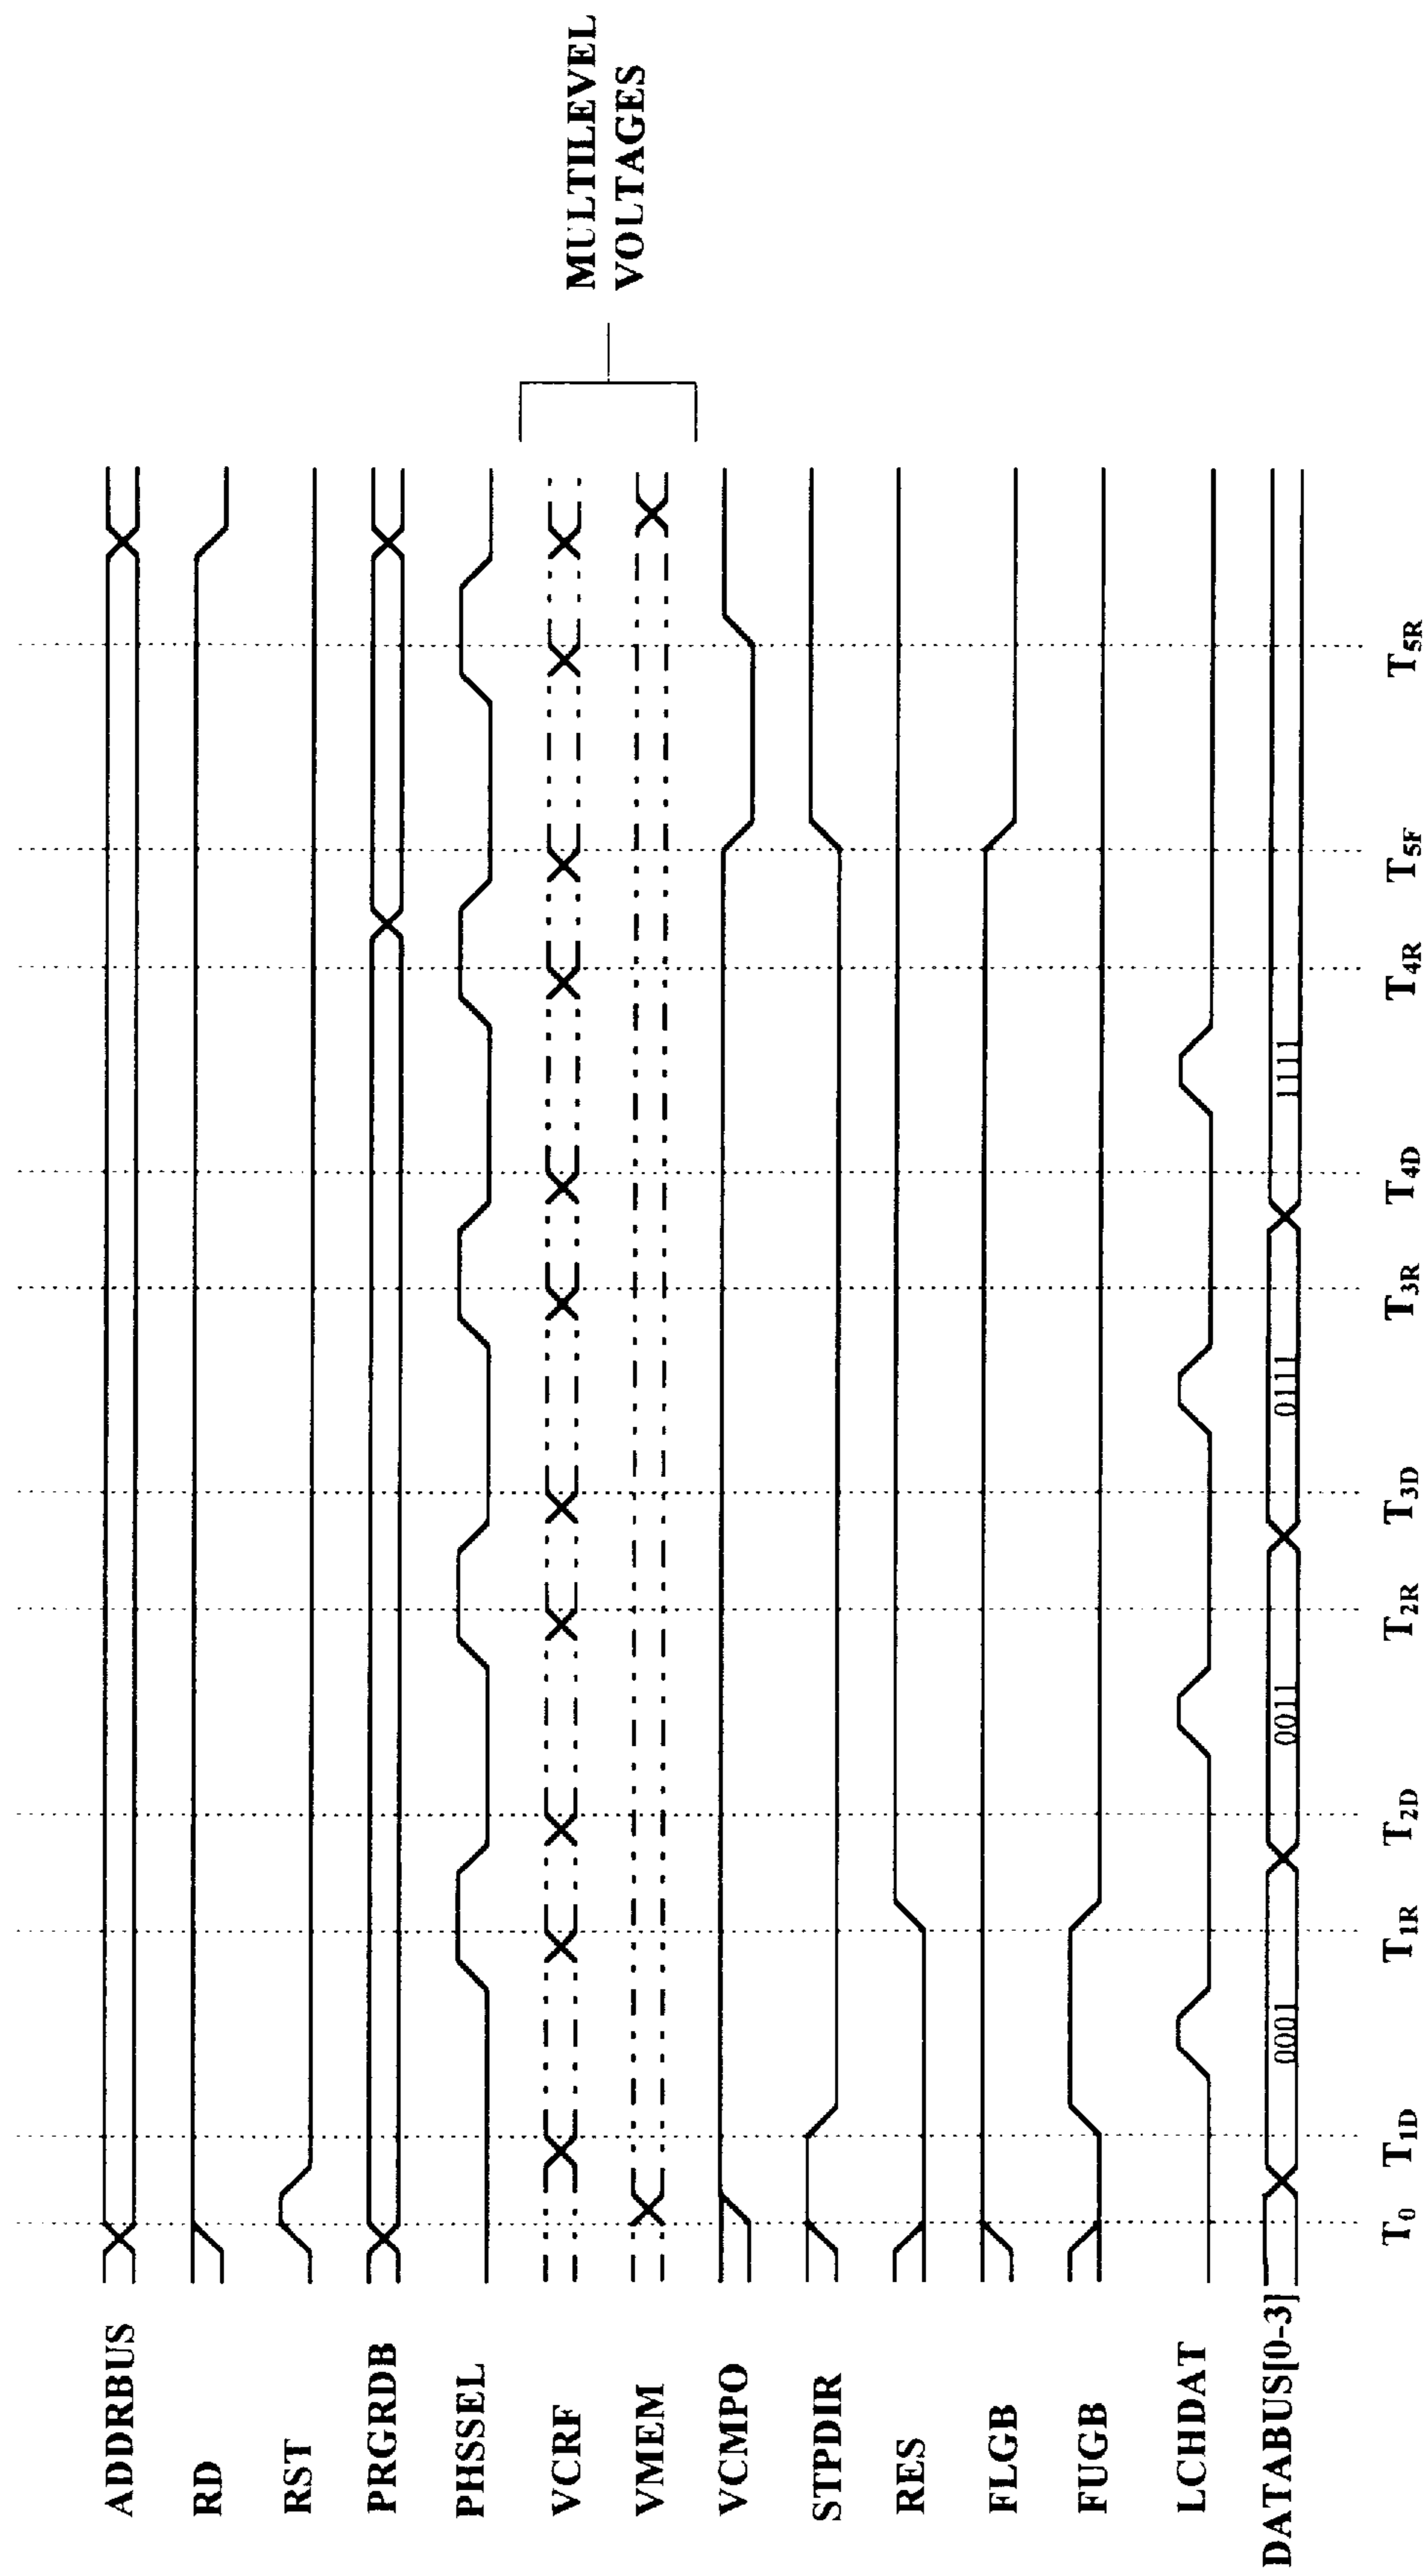 ADDRBUS
RD
RST
PRGRDB
PHSSEL
VCRF
VMEM
VCMPO
STPDIR
RES
FLGB
FUGB
LCHDAT
DATABUS[0-3]
0001
0011
0111
1111
T0
T1D
T1R
T2D
T2R
T3D
T3R
T4D
T4R
T5F
T5R
MULTILEVEL
VOLTAGES